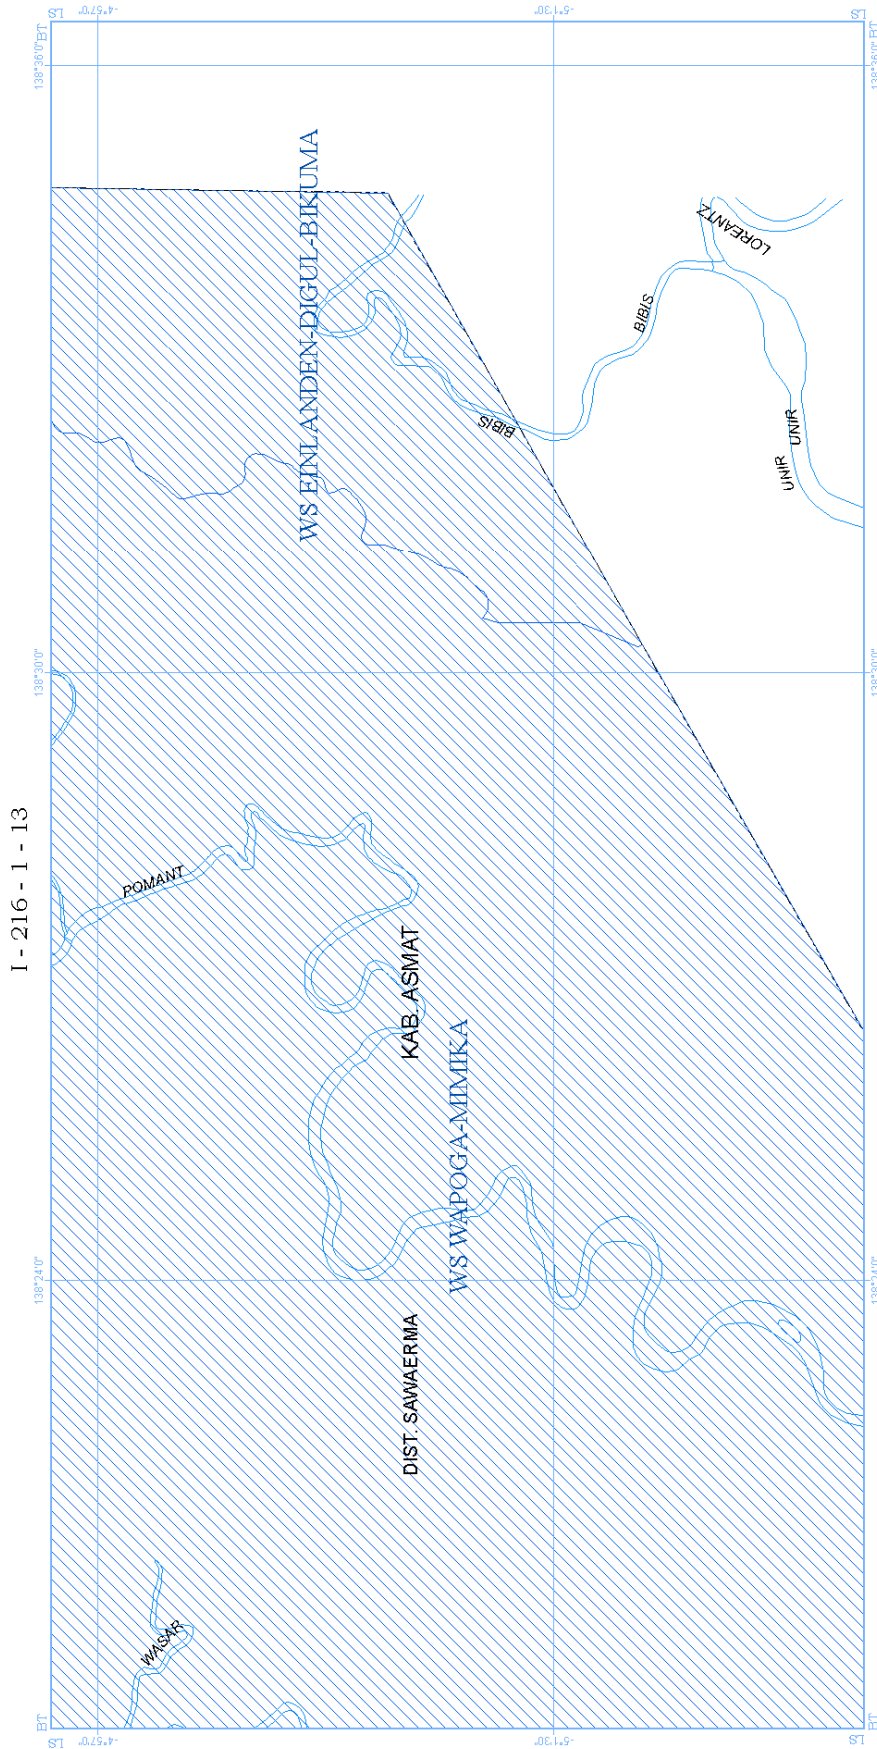 I - 216 - 1 - 13
138°24'0"
138°30'0"
138°36'0"
BT
BT
LS
LS
-4°57'0"
-4°57'0"
WASAR
POMANT
WS EINLANDEN-DIGUL-BIKUMA
DIST. SAWAERMA
KAB. ASMAT
WS WAPOGA-MIMIKA
BIBIS
-5°1'30"
-5°1'30"
BIBIS
LOREANTZ
UNIR
UNIR
LS
LS
BT
BT
138°24'0"
138°30'0"
138°36'0"